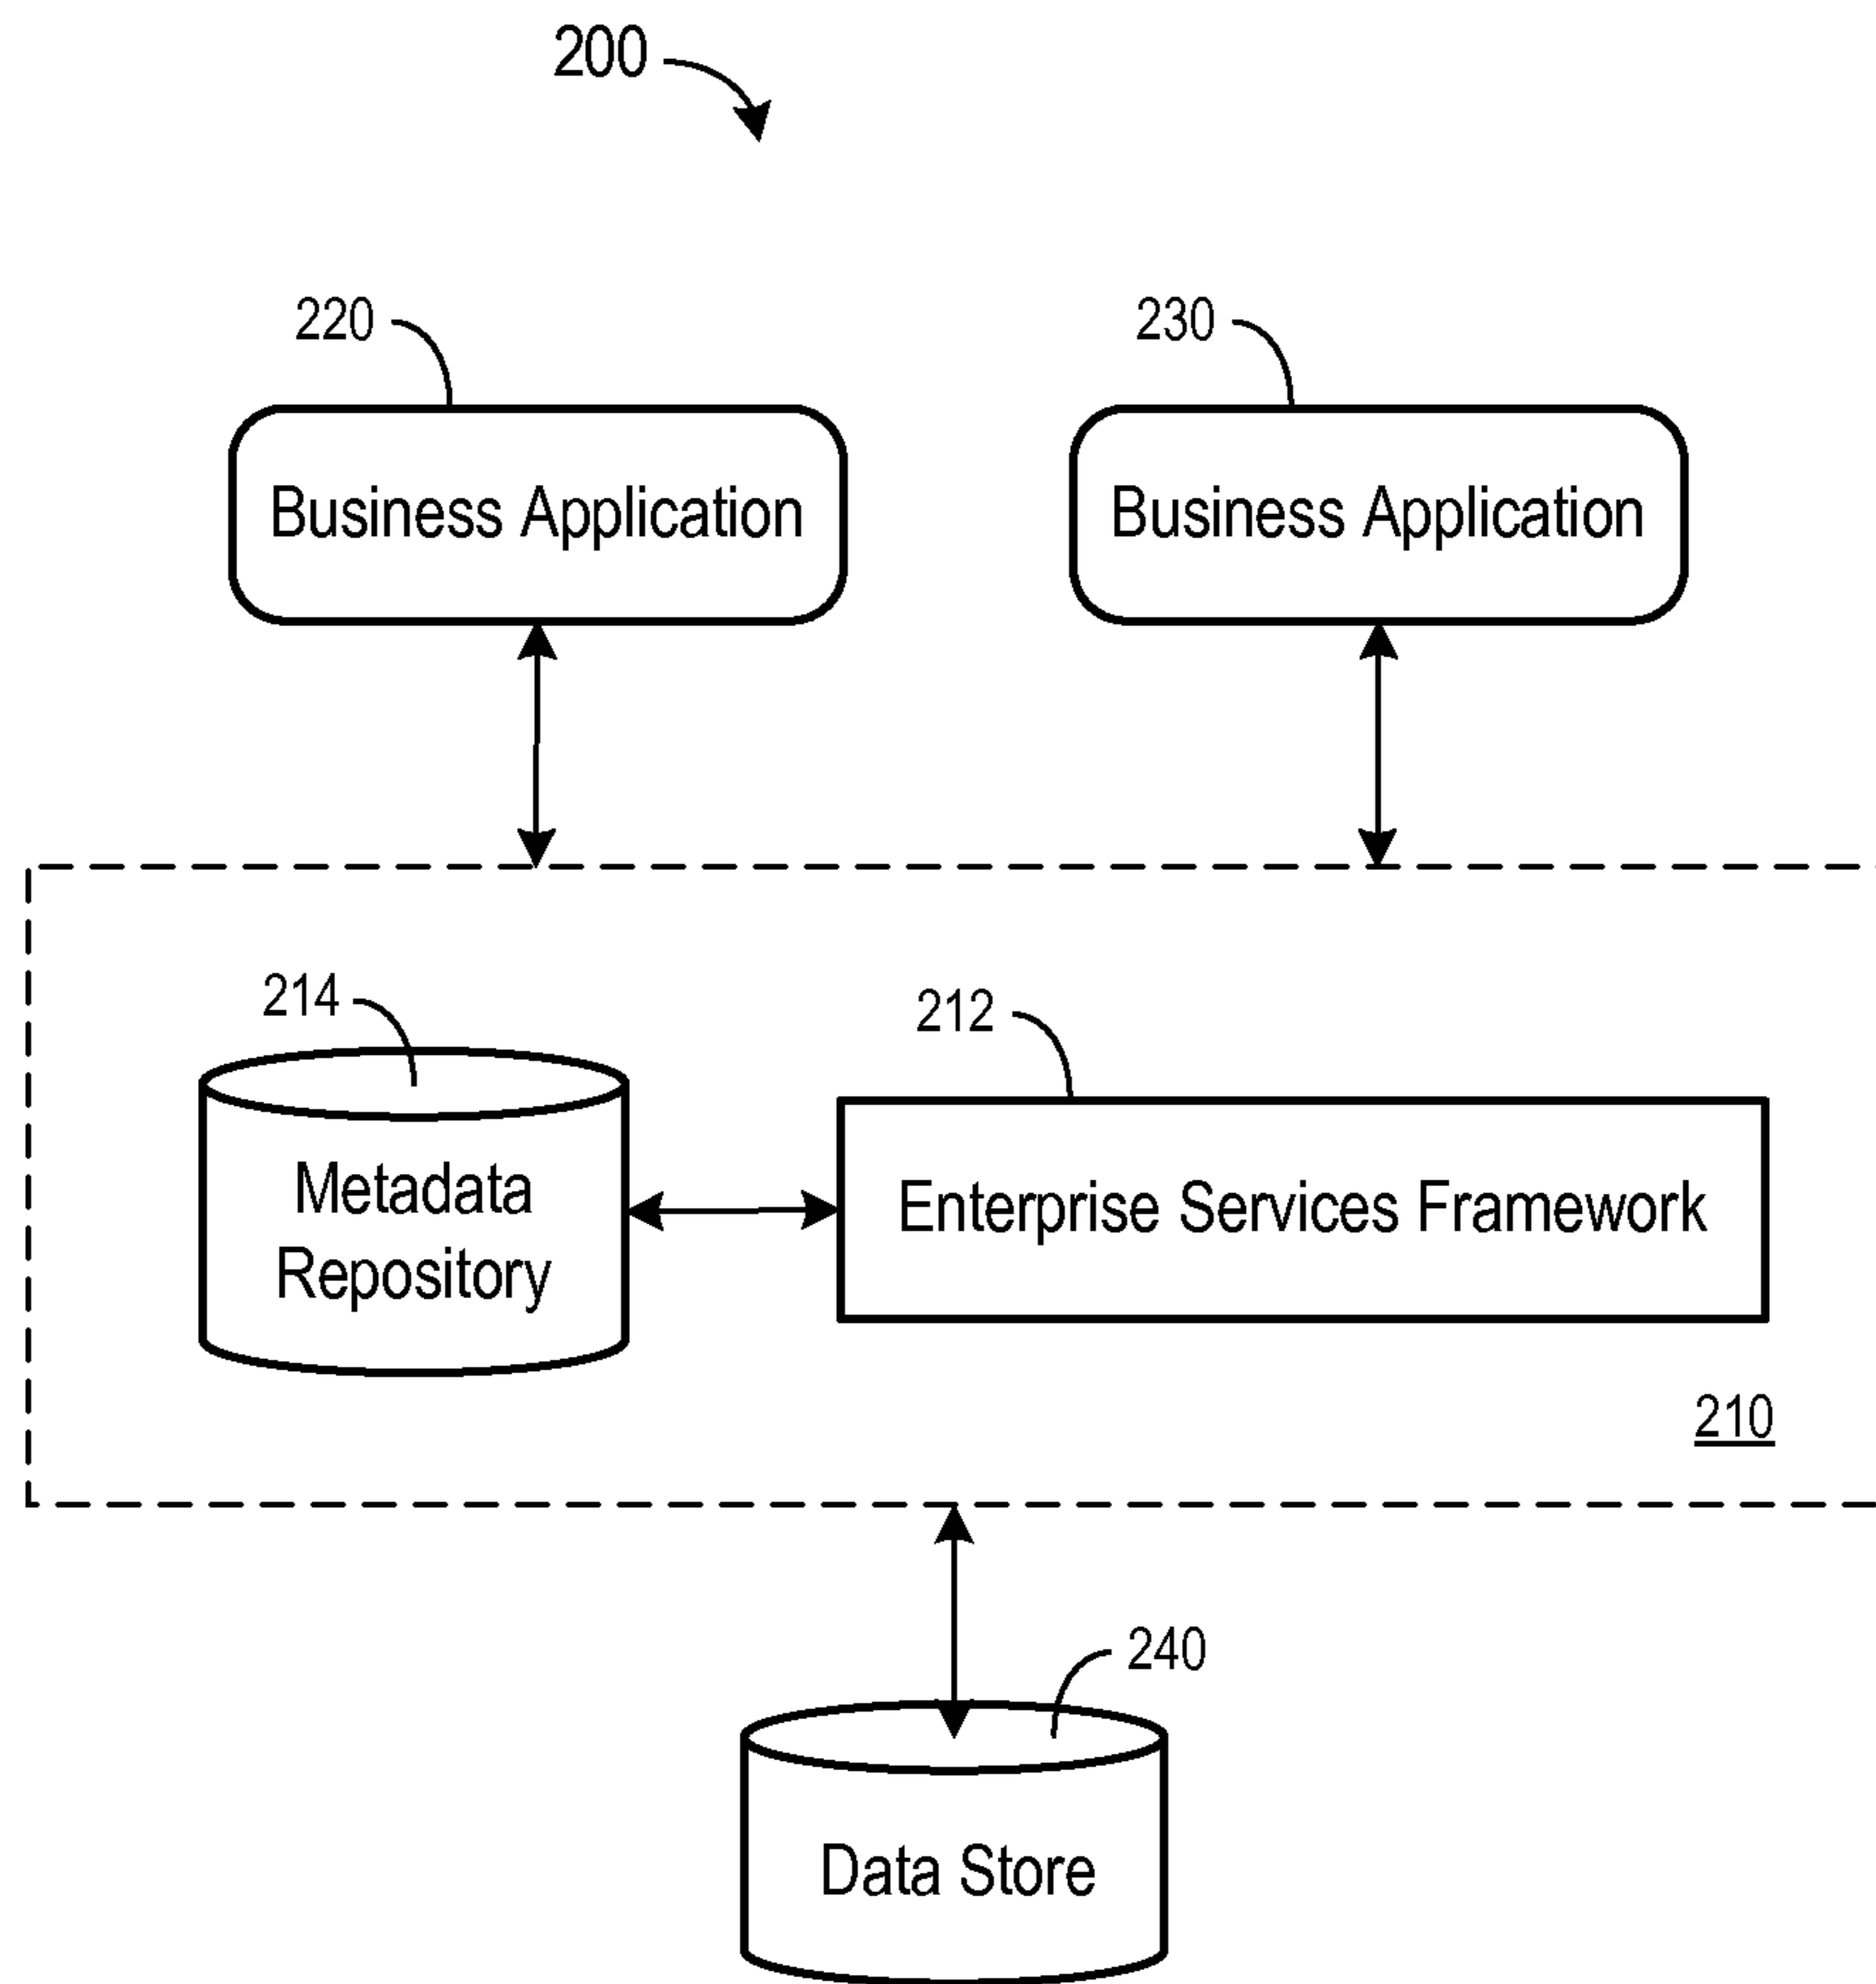 200
220
230
Business Application
Business Application
214
212
Metadata
Repository
Enterprise Services Framework
210
240
Data Store